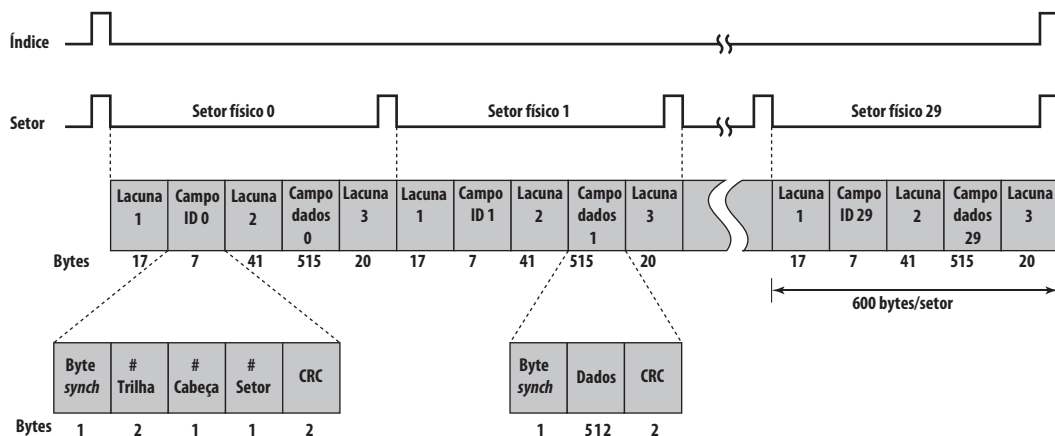 Índice
Setor
Setor físico 0
Setor físico 1
Setor físico 29
Lacuna 1
Campo ID 0
Lacuna 2
Campo dados 0
Lacuna 3
Lacuna 1
Campo ID 1
Lacuna 2
Campo dados 1
Lacuna 3
Lacuna 1
Campo ID 29
Lacuna 2
Campo dados 29
Lacuna 3
Bytes 17 7 41 515 20 17 7 41 515 20 17 7 41 515 20
600 bytes/setor
Byte synch
# Trilha
# Cabeça
# Setor
CRC
Byte synch
Dados
CRC
Bytes 1 2 1 1 2 1 512 2